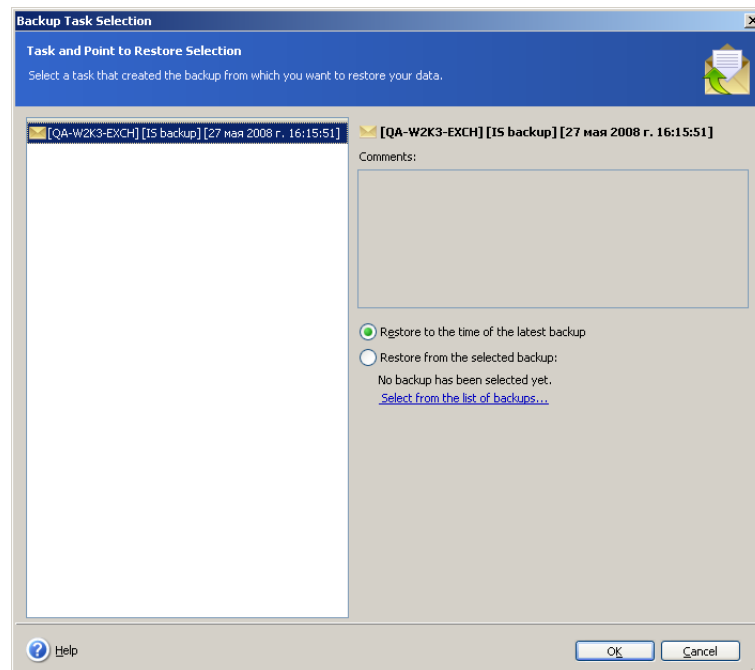 Backup Task Selection
Task and Point to Restore Selection
Select a task that created the backup from which you want to restore your data.
[QA-W2K3-EXCH] [IS backup] [27 мая 2008 г. 16:15:51]
[QA-W2K3-EXCH] [IS backup] [27 мая 2008 г. 16:15:51]
Comments:
Restore to the time of the latest backup
Restore from the selected backup:
No backup has been selected yet.
Select from the list of backups...
Help
OK
Cancel